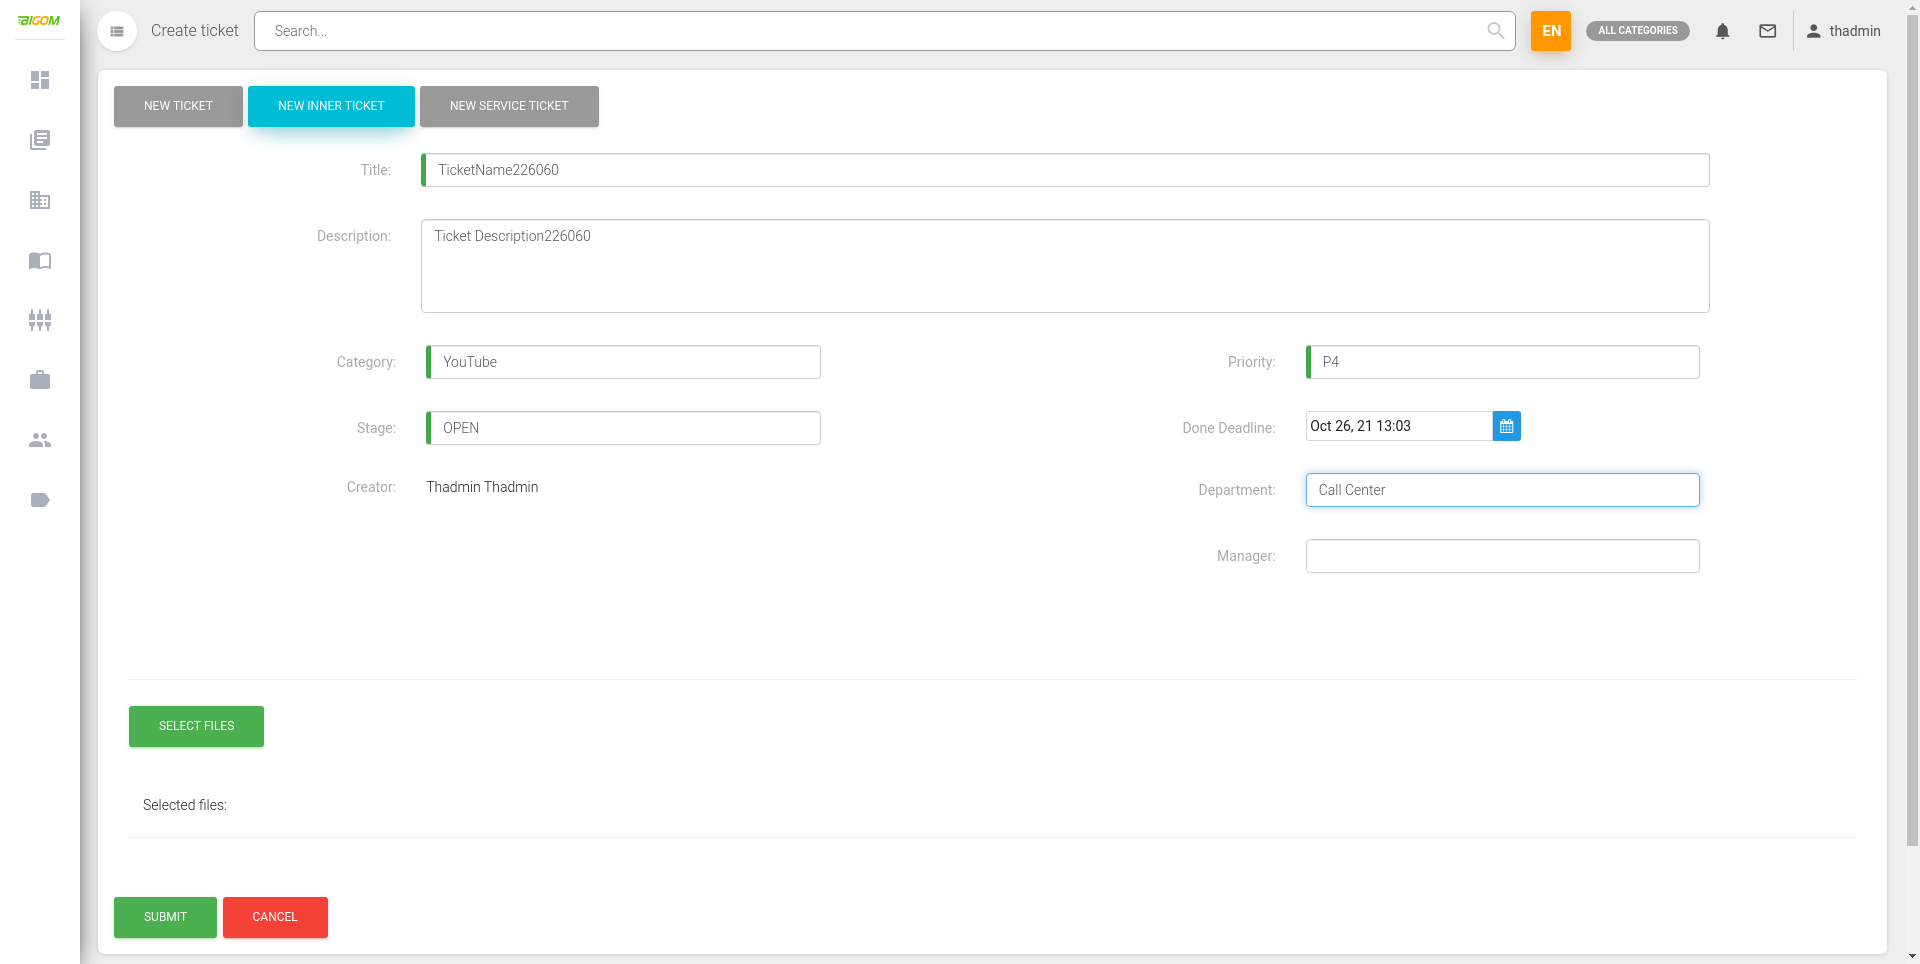 BIGOM
Create ticket
Search...
EN
ALL CATEGORIES
thadmin
NEW TICKET
NEW INNER TICKET
NEW SERVICE TICKET
Title:
TicketName226060
Description:
Ticket Description226060
Category:
YouTube
Priority:
P4
Stage:
OPEN
Done Deadline:
Oct 26, 21 13:03
Creator:
Thadmin Thadmin
Department:
Call Center
Manager:
SELECT FILES
Selected files:
SUBMIT
CANCEL